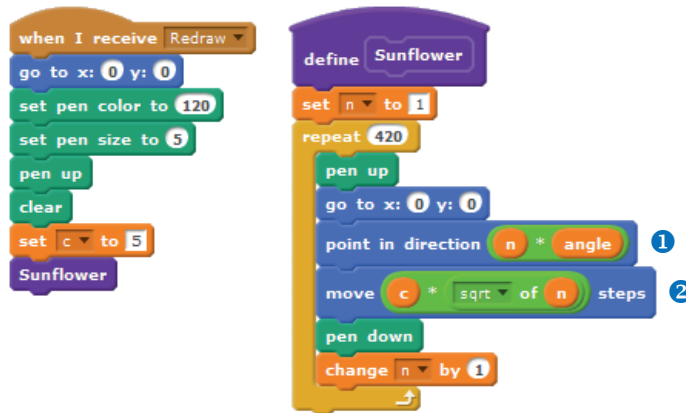 when I receive Redraw
go to x: 0 y: 0
set pen color to 120
set pen size to 5
pen up
clear
set c to 5
Sunflower
define Sunflower
set n to 1
repeat 420
pen up
go to x: 0 y: 0
point in direction n * angle
1
move c * sqrt of n steps
2
pen down
change n by 1